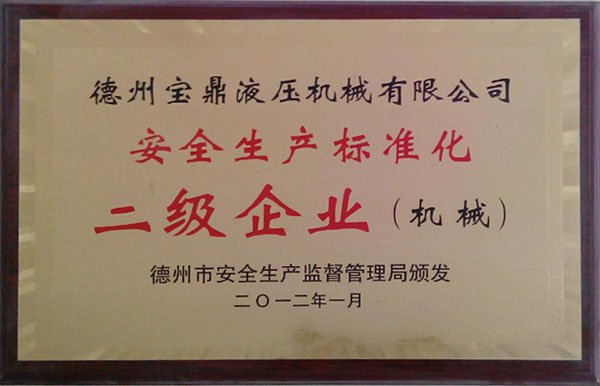 德州宝鼎液压机械有限公司
安全生产标准化
二级企业（机械）
德州市安全生产监督管理局颁发
二〇一二年一月